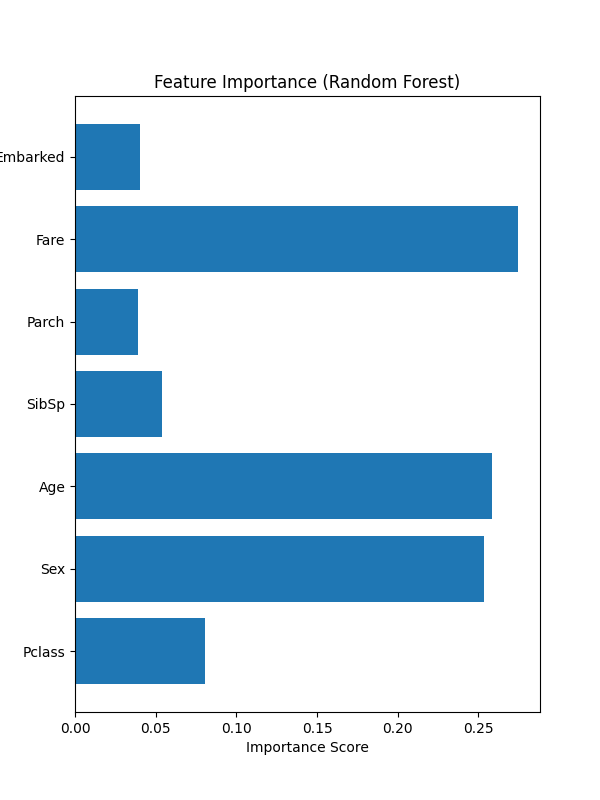 Feature Importance (Random Forest)
Embarked
Fare
Parch
SibSp
Age
Sex
Pclass
0.00 0.05 0.10 0.15 0.20 0.25
Importance Score